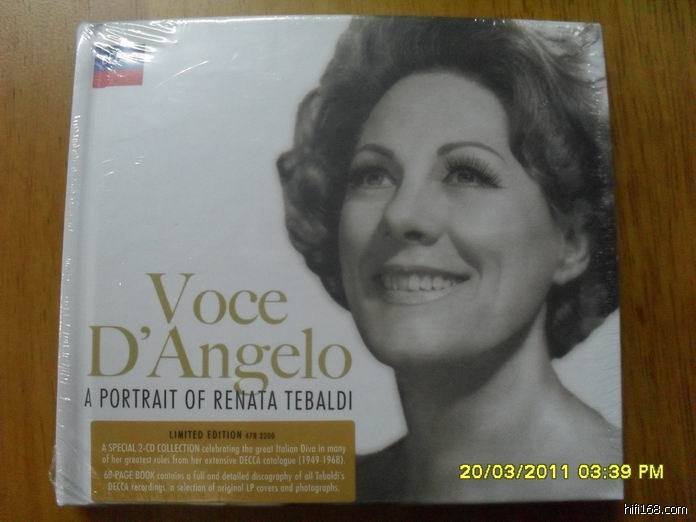 Voce
D'Angelo
A PORTRAIT OF RENATA TEBALDI
LIMITED EDITION 478 2200
A SPECIAL 2-CD COLLECTION celebrating the great Italian Diva in many
of her greatest roles from her extensive DECCA catalogue (1949-1968).
68-PAGE BOOK contains a full and detailed discography of all Tebaldi's
DECCA recordings, a selection of original LP covers and photographs.
20/03/2011 03:39 PM
hifi168.com